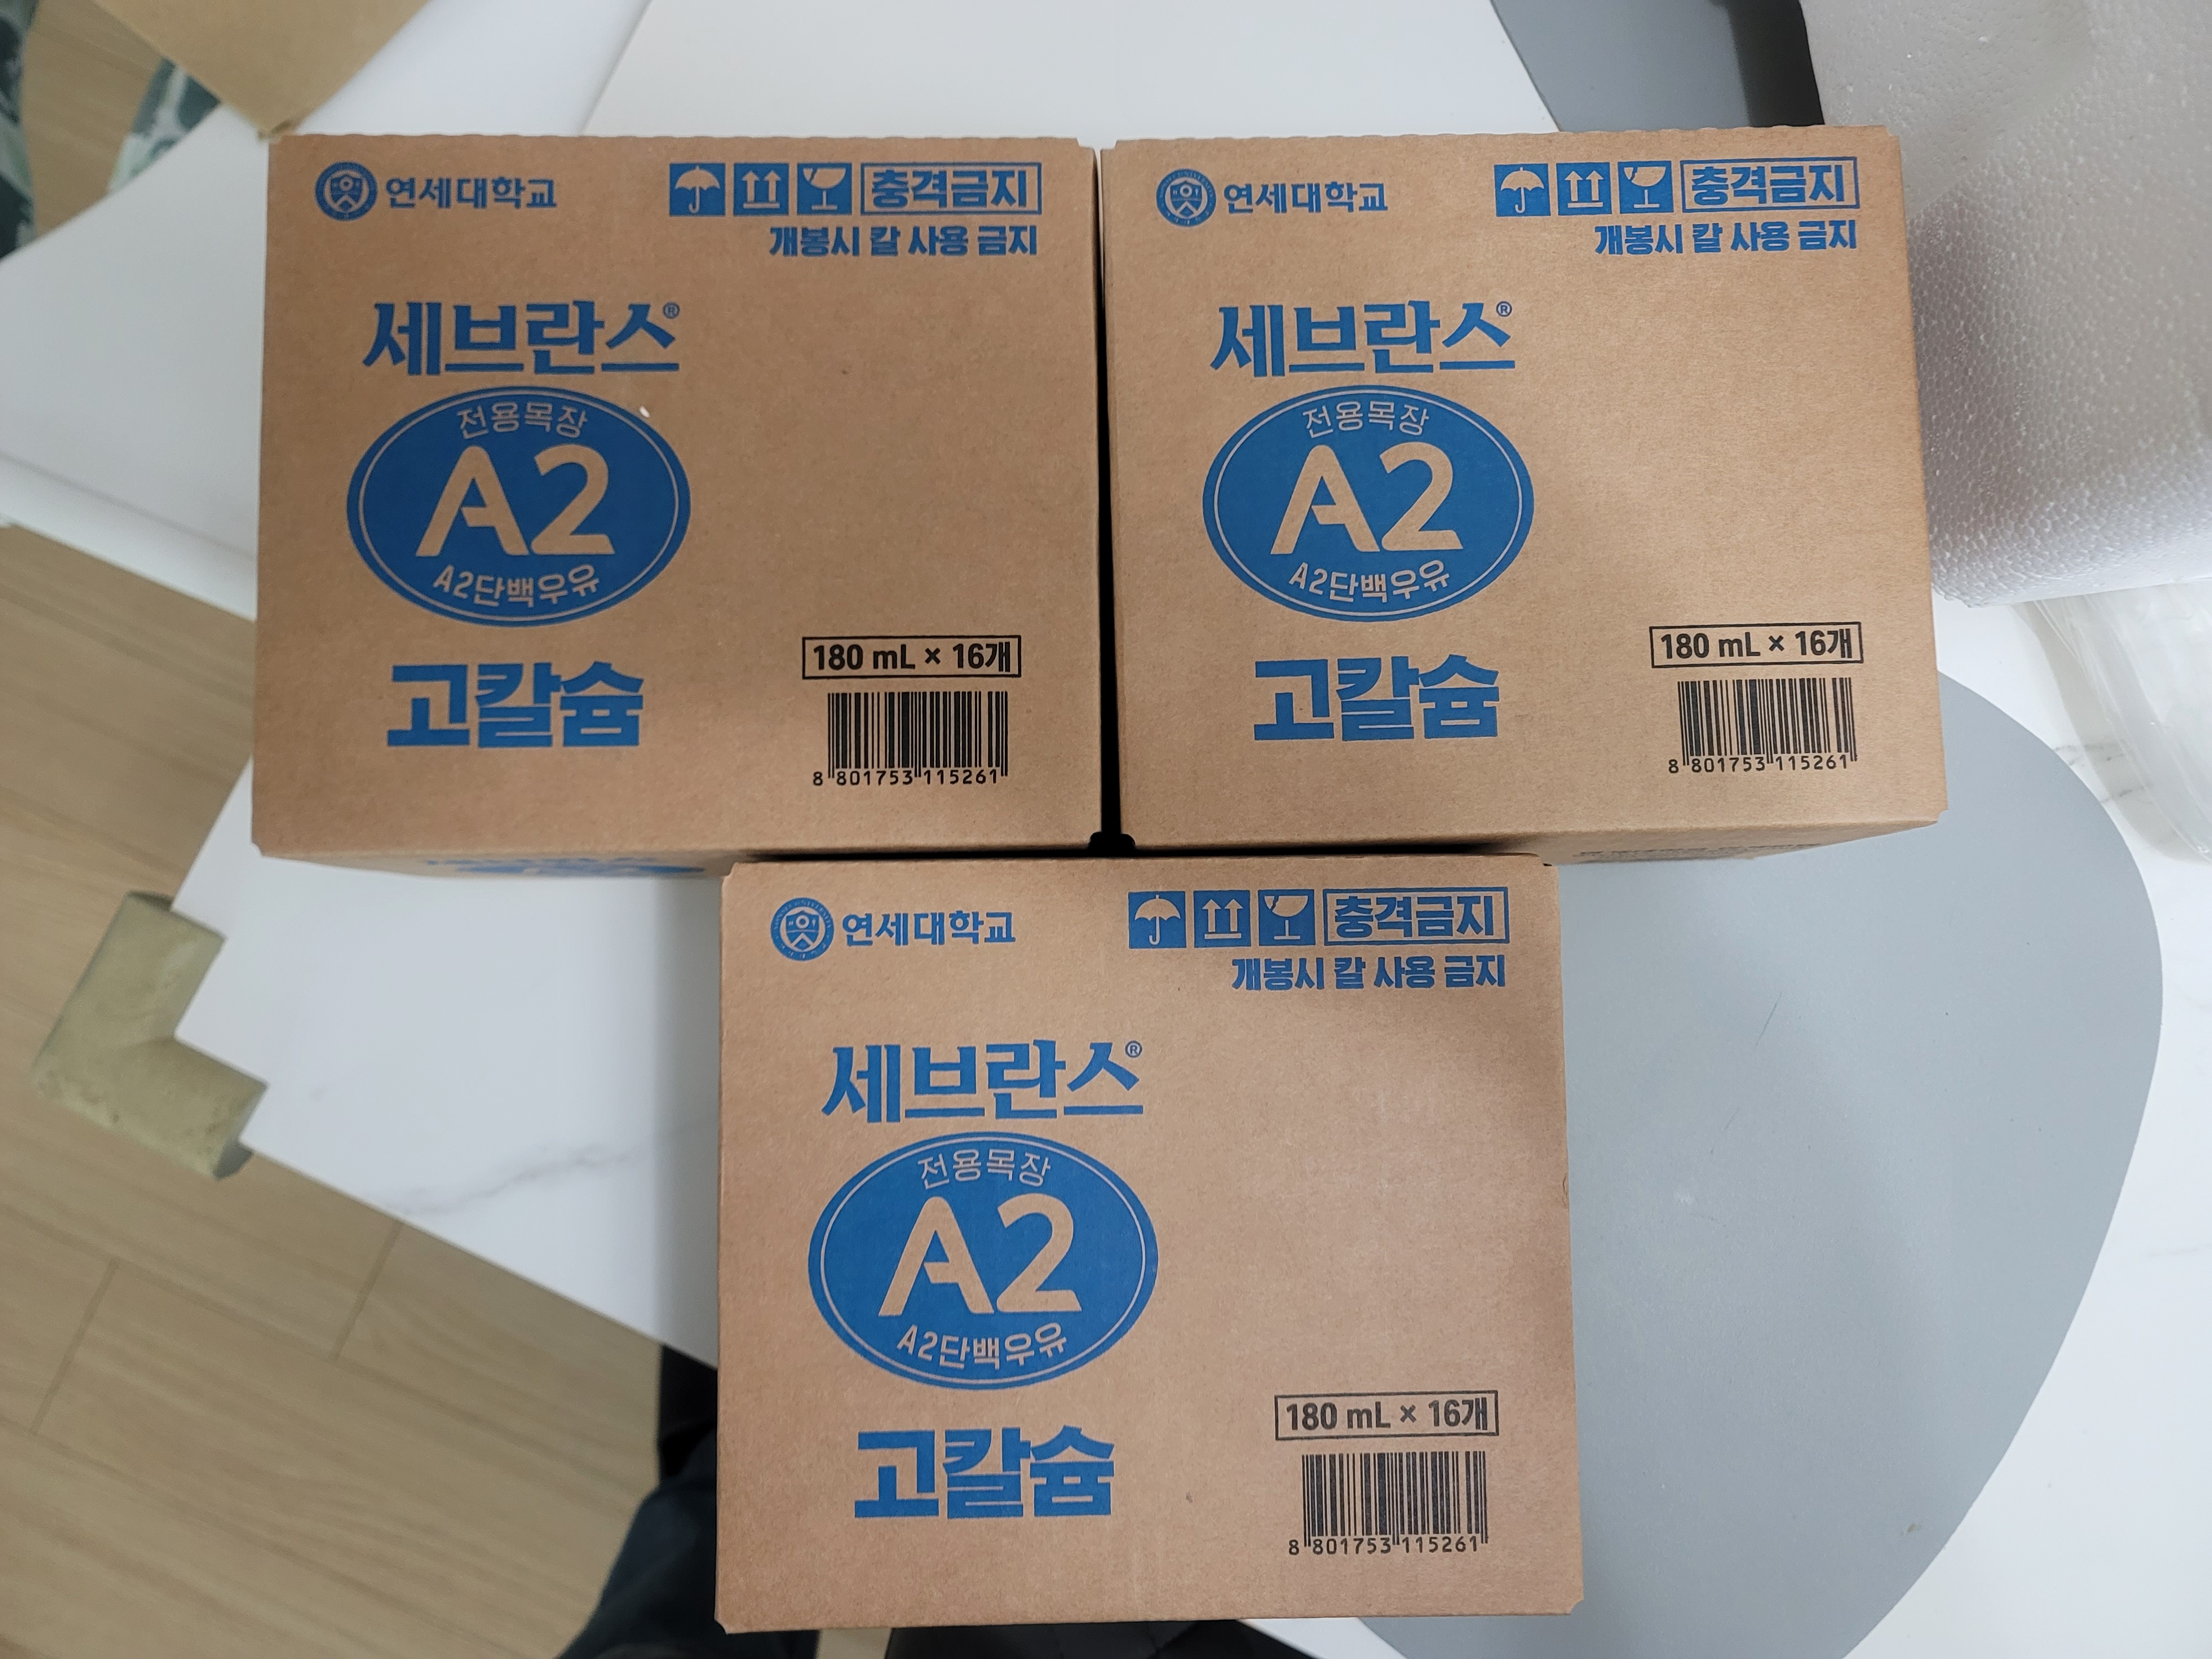 연세대학교
충격금지
개봉시 칼 사용 금지
세브란스®
전용목장
A2
A2단백우유
고칼슘
180 mL × 16개
8 801753 115261
연세대학교
충격금지
개봉시 칼 사용 금지
세브란스®
전용목장
A2
A2단백우유
고칼슘
180 mL × 16개
8 801753 115261
연세대학교
충격금지
개봉시 칼 사용 금지
세브란스®
전용목장
A2
A2단백우유
고칼슘
180 mL × 16개
8 801753 115261